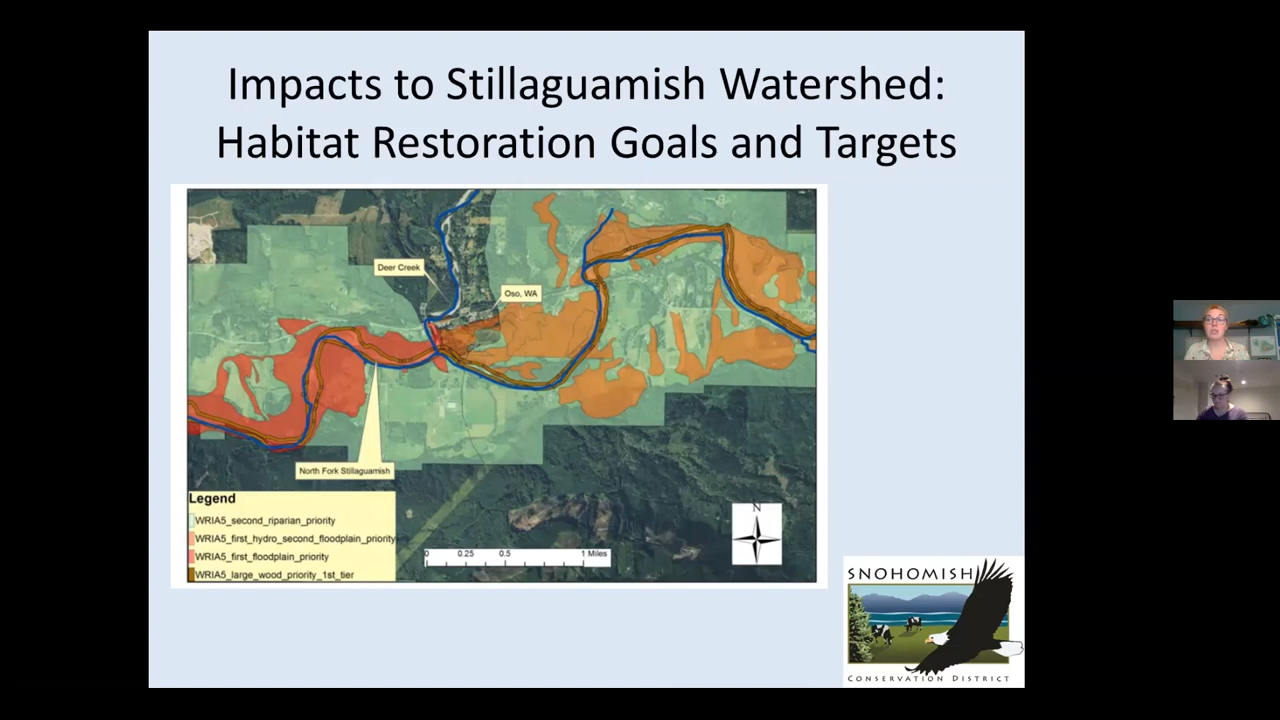 Impacts to Stillaguamish Watershed:
Habitat Restoration Goals and Targets
Deer Creek
Oso, WA
North Fork Stillaguamish
Legend
WRIA5_second_riparian_priority
WRIA5_first_hydro_second_floodplain_priority
WRIA5_first_floodplain_priority
WRIA5_large_wood_priority_1st_tier
0 0.25 0.5 1 Miles
N
SNOHOMISH
CONSERVATION DISTRICT